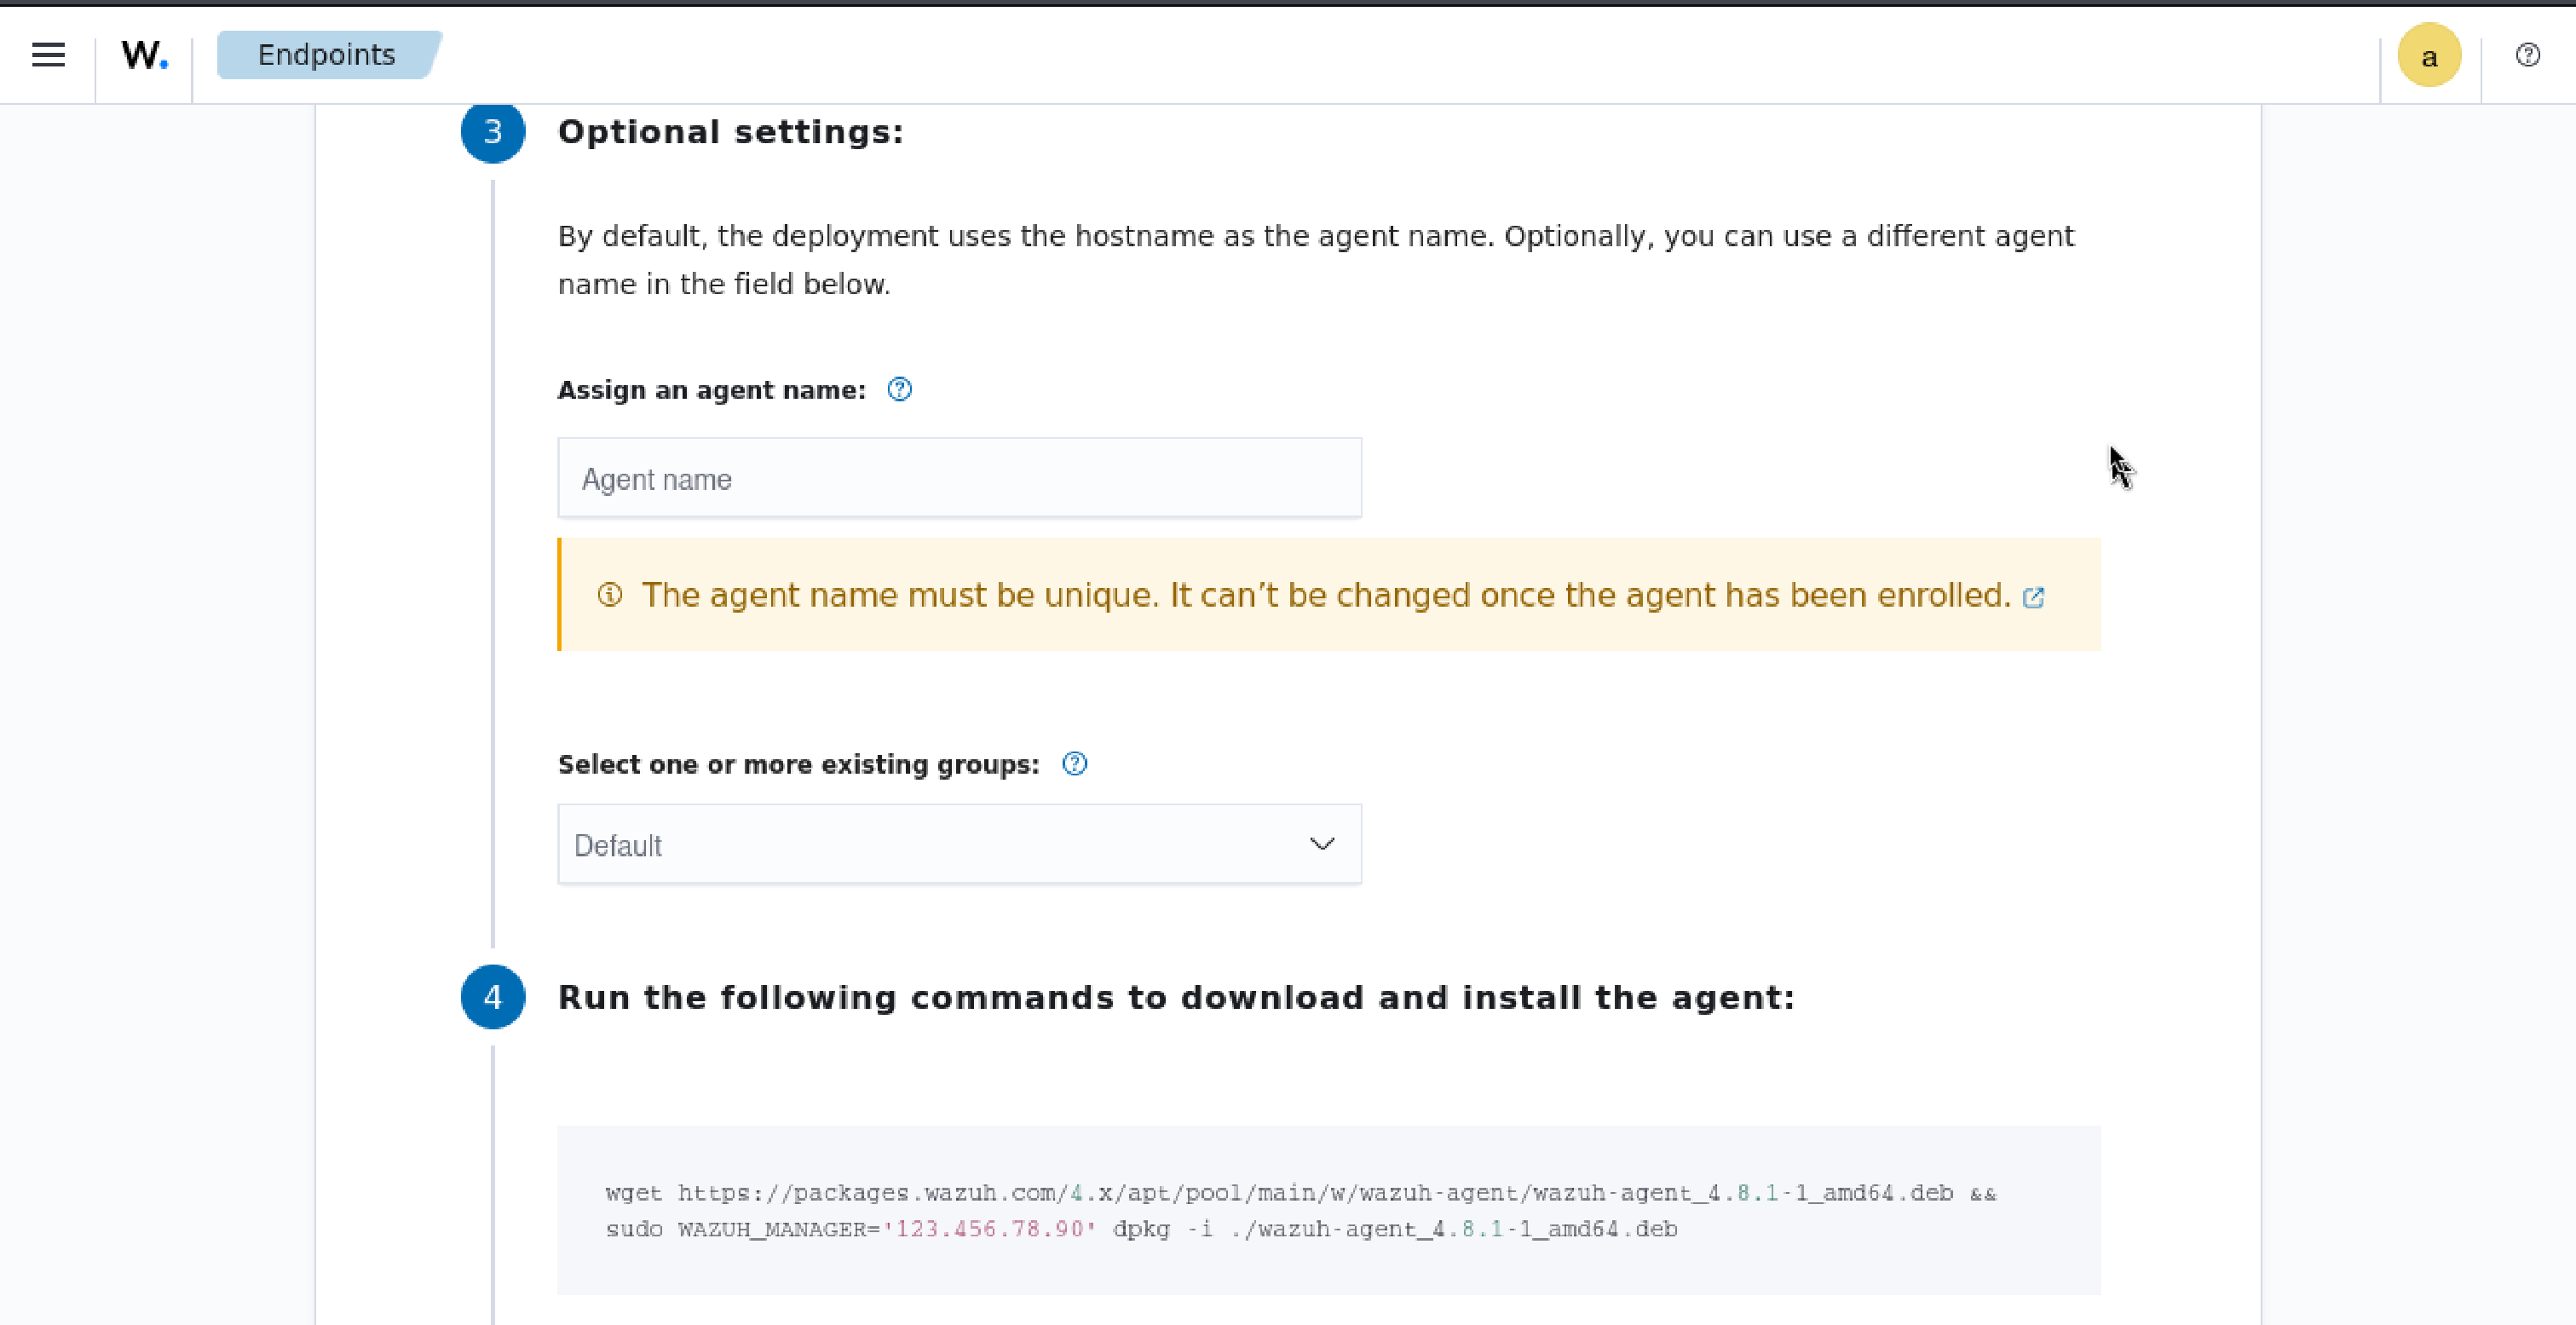 W.
Endpoints
a
3
Optional settings:
By default, the deployment uses the hostname as the agent name. Optionally, you can use a different agent
name in the field below.
Assign an agent name:
Agent name
The agent name must be unique. It can’t be changed once the agent has been enrolled.
Select one or more existing groups:
Default
4
Run the following commands to download and install the agent:
wget https://packages.wazuh.com/4.x/apt/pool/main/w/wazuh-agent/wazuh-agent_4.8.1-1_amd64.deb &&
sudo WAZUH_MANAGER='123.456.78.90' dpkg -i ./wazuh-agent_4.8.1-1_amd64.deb